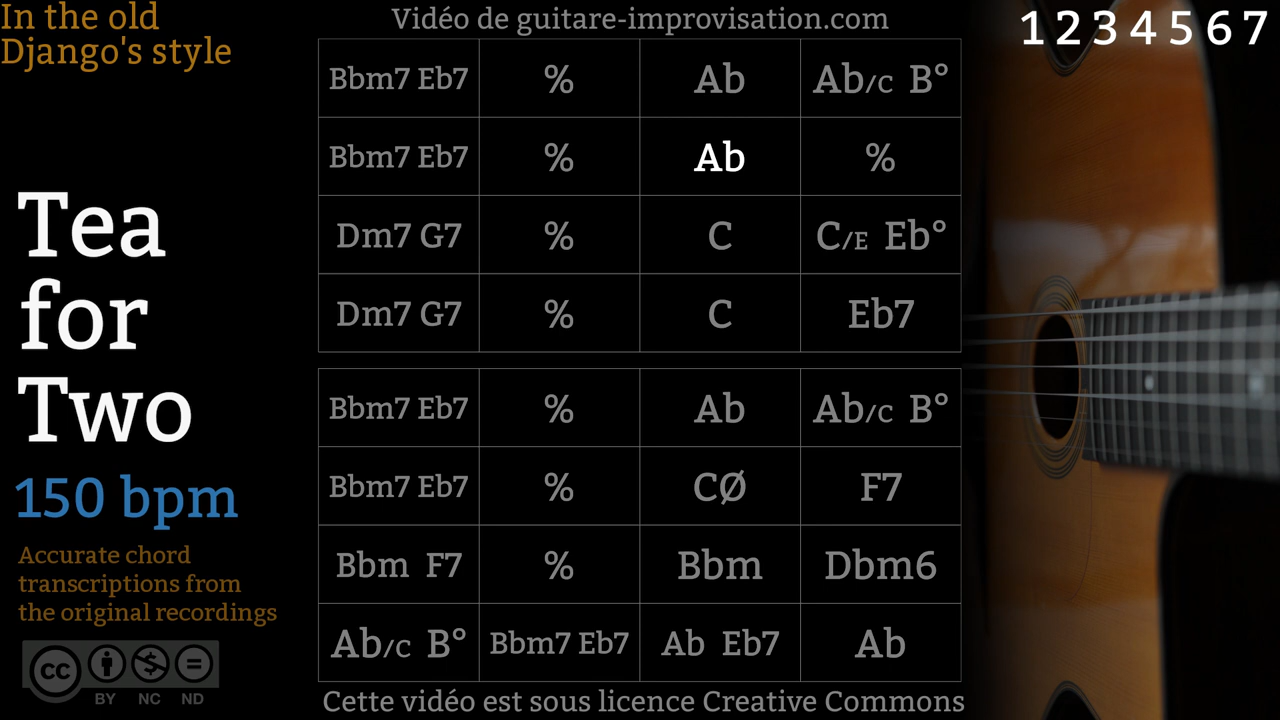 In the old
Django's style
Vidéo de guitare-improvisation.com
1 2 3 4 5 6 7
Tea
for
Two
150 bpm
Accurate chord
transcriptions from
the original recordings
CC
BY NC ND
Bbm7 Eb7 % Ab Ab/C B°
Bbm7 Eb7 % Ab %
Dm7 G7 % C C/E Eb°
Dm7 G7 % C Eb7
Bbm7 Eb7 % Ab Ab/C B°
Bbm7 Eb7 % CØ F7
Bbm F7 % Bbm Dbm6
Ab/C B° Bbm7 Eb7 Ab Eb7 Ab
Cette vidéo est sous licence Creative Commons